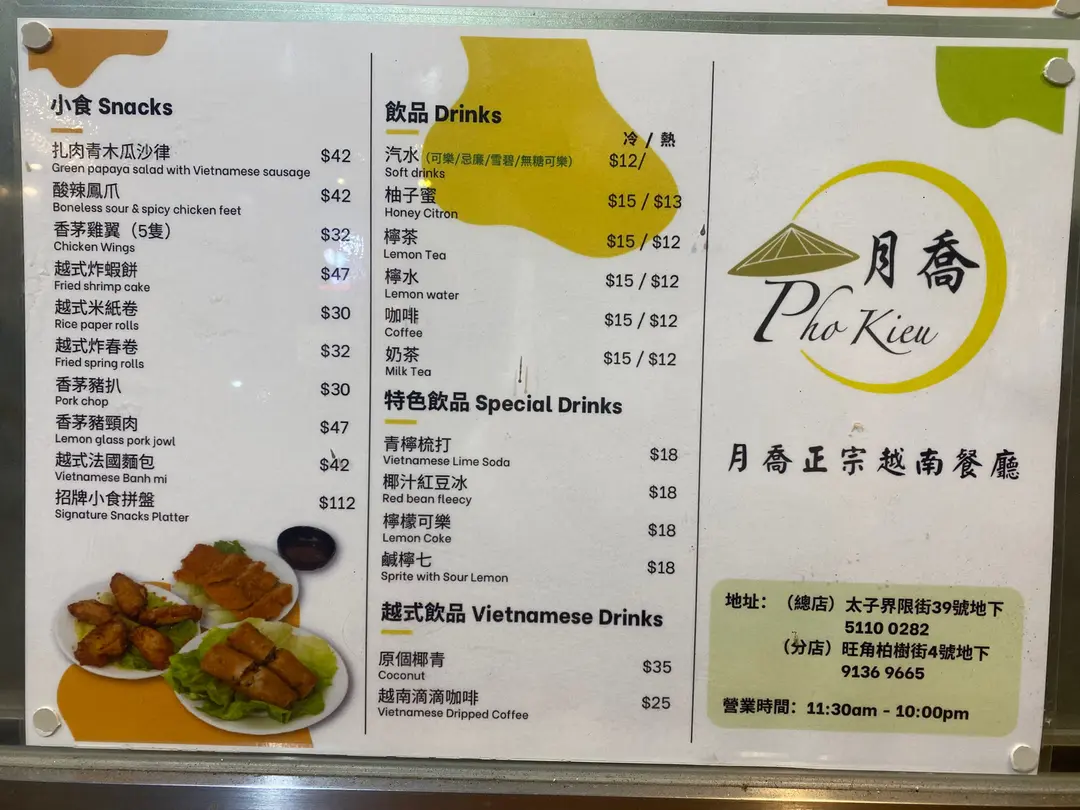 小食 Snacks
扎肉青木瓜沙律 $42
Green papaya salad with Vietnamese sausage
酸辣鳳爪 $42
Boneless sour & spicy chicken feet
香茅雞翼（5隻） $32
Chicken Wings
越式炸蝦餅 $47
Fried shrimp cake
越式米紙卷 $30
Rice paper rolls
越式炸春卷 $32
Fried spring rolls
香茅豬扒 $30
Pork chop
香茅豬頸肉 $47
Lemon glass pork jowl
越式法國麵包 $42
Vietnamese Banh mi
招牌小食拼盤 $112
Signature Snacks Platter
飲品 Drinks
冷 / 熱
汽水（可樂/忌廉/雪碧/無糖可樂） $12/
Soft drinks
柚子蜜 $15 / $13
Honey Citron
檸茶 $15 / $12
Lemon Tea
檸水 $15 / $12
Lemon water
咖啡 $15 / $12
Coffee
奶茶 $15 / $12
Milk Tea
特色飲品 Special Drinks
青檸梳打 $18
Vietnamese Lime Soda
椰汁紅豆冰 $18
Red bean fleecy
檸檬可樂 $18
Lemon Coke
鹹檸七 $18
Sprite with Sour Lemon
越式飲品 Vietnamese Drinks
原個椰青 $35
Coconut
越南滴滴咖啡 $25
Vietnamese Dripped Coffee
月喬
Pho Kieu
月喬正宗越南餐廳
地址：（總店）太子界限街39號地下
5110 0282
（分店）旺角柏樹街4號地下
9136 9665
營業時間：11:30am - 10:00pm